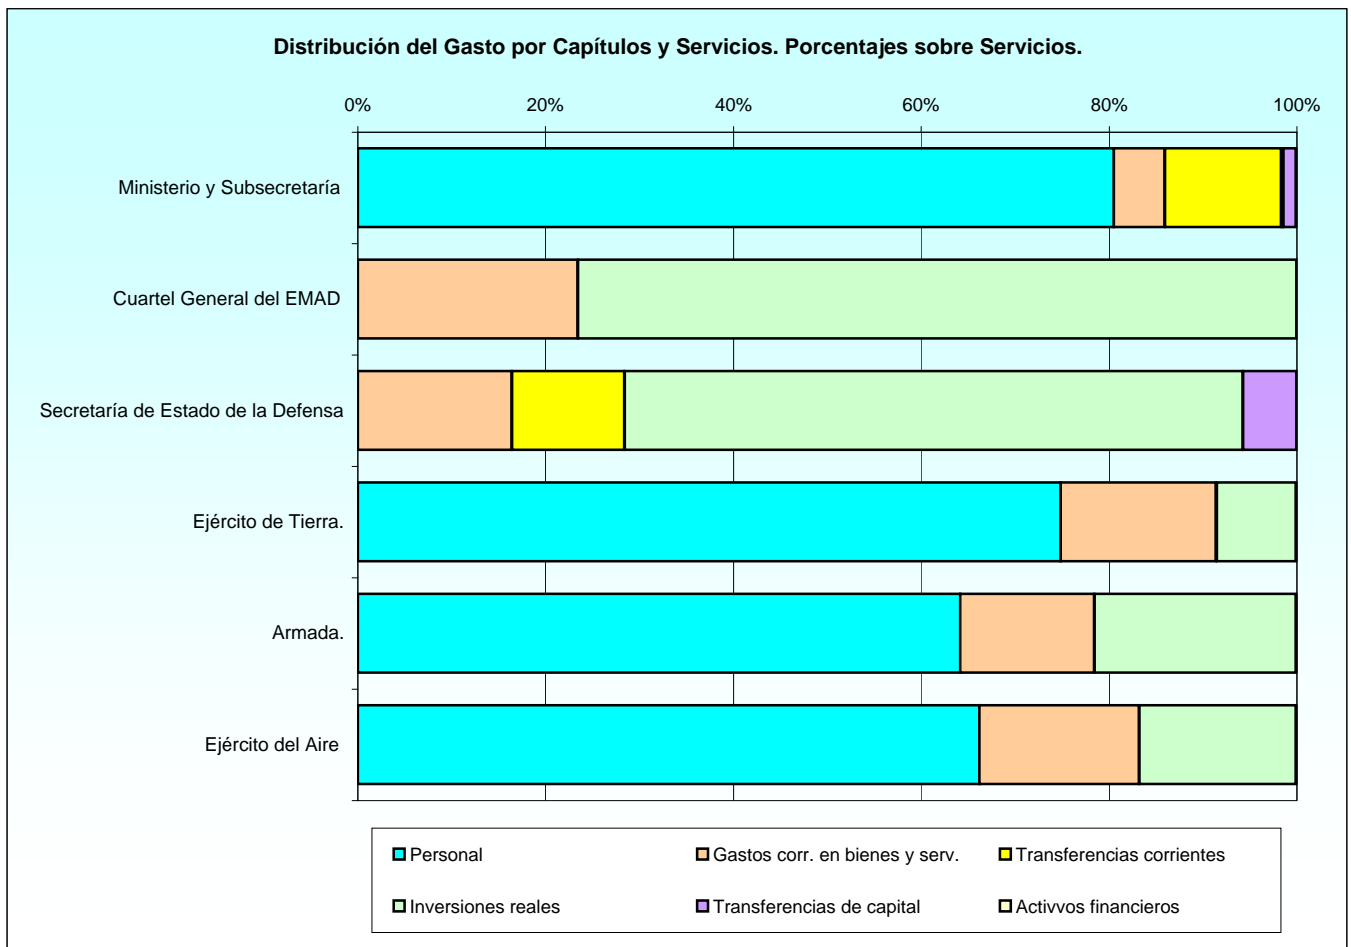 Distribución del Gasto por Capítulos y Servicios. Porcentajes sobre Servicios.
0% 20% 40% 60% 80% 100%
Ministerio y Subsecretaría
Cuartel General del EMAD
Secretaría de Estado de la Defensa
Ejército de Tierra.
Armada.
Ejército del Aire
Personal Gastos corr. en bienes y serv. Transferencias corrientes
Inversiones reales Transferencias de capital Activvos financieros